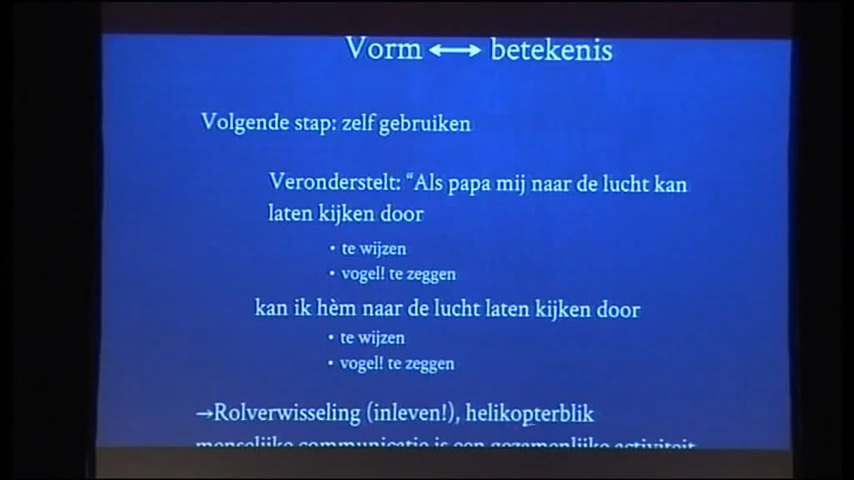 Vorm ⟷ betekenis
Volgende stap: zelf gebruiken
Veronderstelt: “Als papa mij naar de lucht kan
laten kijken door
• te wijzen
• vogel! te zeggen
kan ik hèm naar de lucht laten kijken door
• te wijzen
• vogel! te zeggen
→Rolverwisseling (inleven!), helikopterblik
menselijke communicatie is een gezamenlijke activiteit